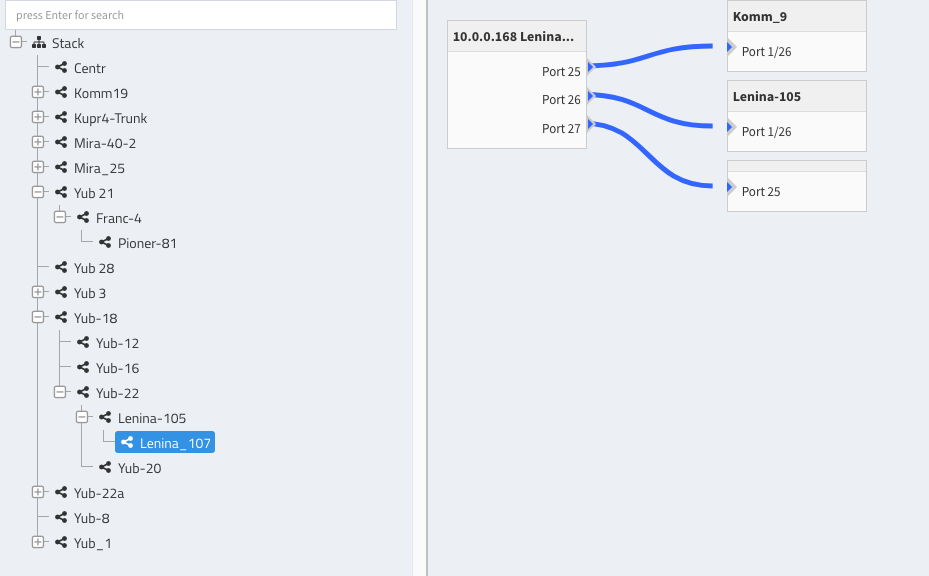 press Enter for search
Stack
Centr
Komm19
Kupr4-Trunk
Mira-40-2
Mira_25
Yub 21
Franc-4
Pioner-81
Yub 28
Yub 3
Yub-18
Yub-12
Yub-16
Yub-22
Lenina-105
Lenina_107
Yub-20
Yub-22a
Yub-8
Yub_1
10.0.0.168 Lenina...
Port 25
Port 26
Port 27
Komm_9
Port 1/26
Lenina-105
Port 1/26
Port 25